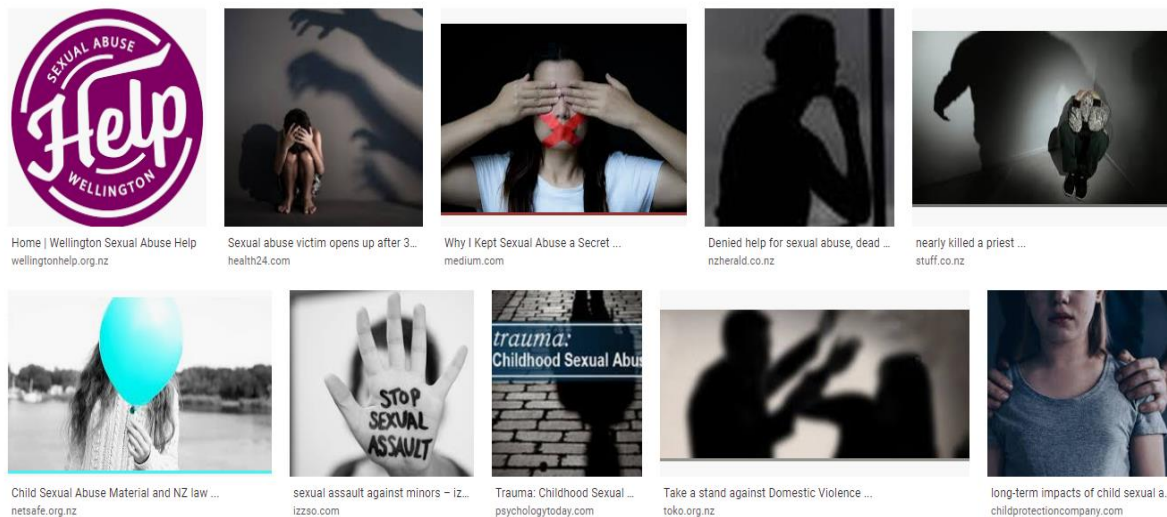 SEXUAL ABUSE
Help
WELLINGTON
Home | Wellington Sexual Abuse Help
wellingtonhelp.org.nz
Sexual abuse victim opens up after 3...
health24.com
Why I Kept Sexual Abuse a Secret ...
medium.com
Denied help for sexual abuse, dead ...
nzherald.co.nz
nearly killed a priest ...
stuff.co.nz
STOP
SEXUAL
ASSAULT
trauma:
Childhood Sexual Abus
Child Sexual Abuse Material and NZ law ...
netsafe.org.nz
sexual assault against minors – iz...
izzso.com
Trauma: Childhood Sexual ...
psychologytoday.com
Take a stand against Domestic Violence ...
toko.org.nz
long-term impacts of child sexual a.
childprotectioncompany.com